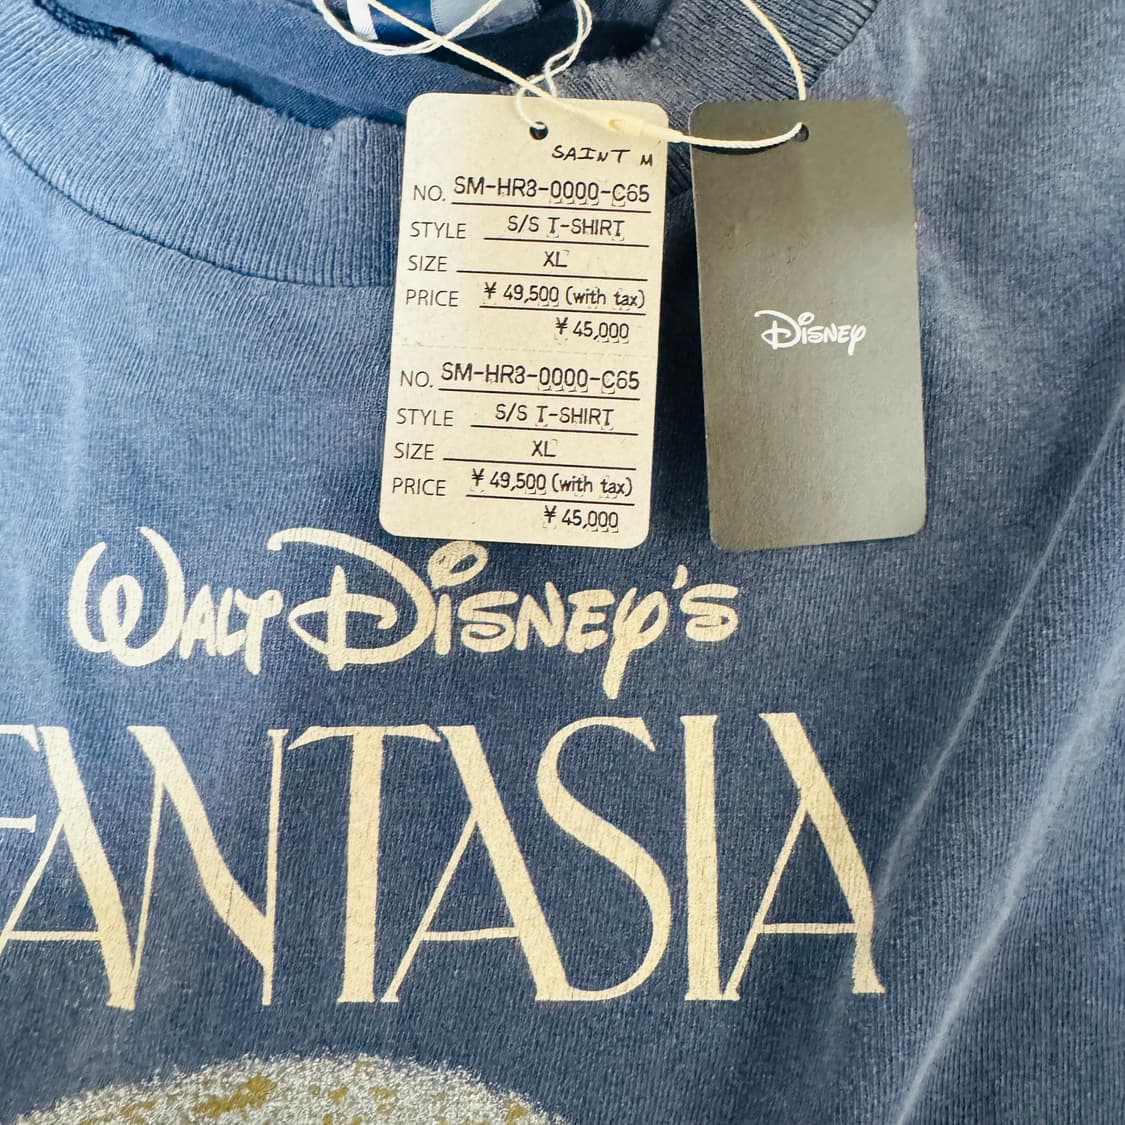 SAINT M
NO. SM-HR3-0000-C65
STYLE S/S T-SHIRT
SIZE XL
PRICE ¥ 49,500 (with tax)
¥ 45,000
NO. SM-HR3-0000-C65
STYLE S/S T-SHIRT
SIZE XL
PRICE ¥ 49,500 (with tax)
¥ 45,000
Disney
Walt Disney's
FANTASIA